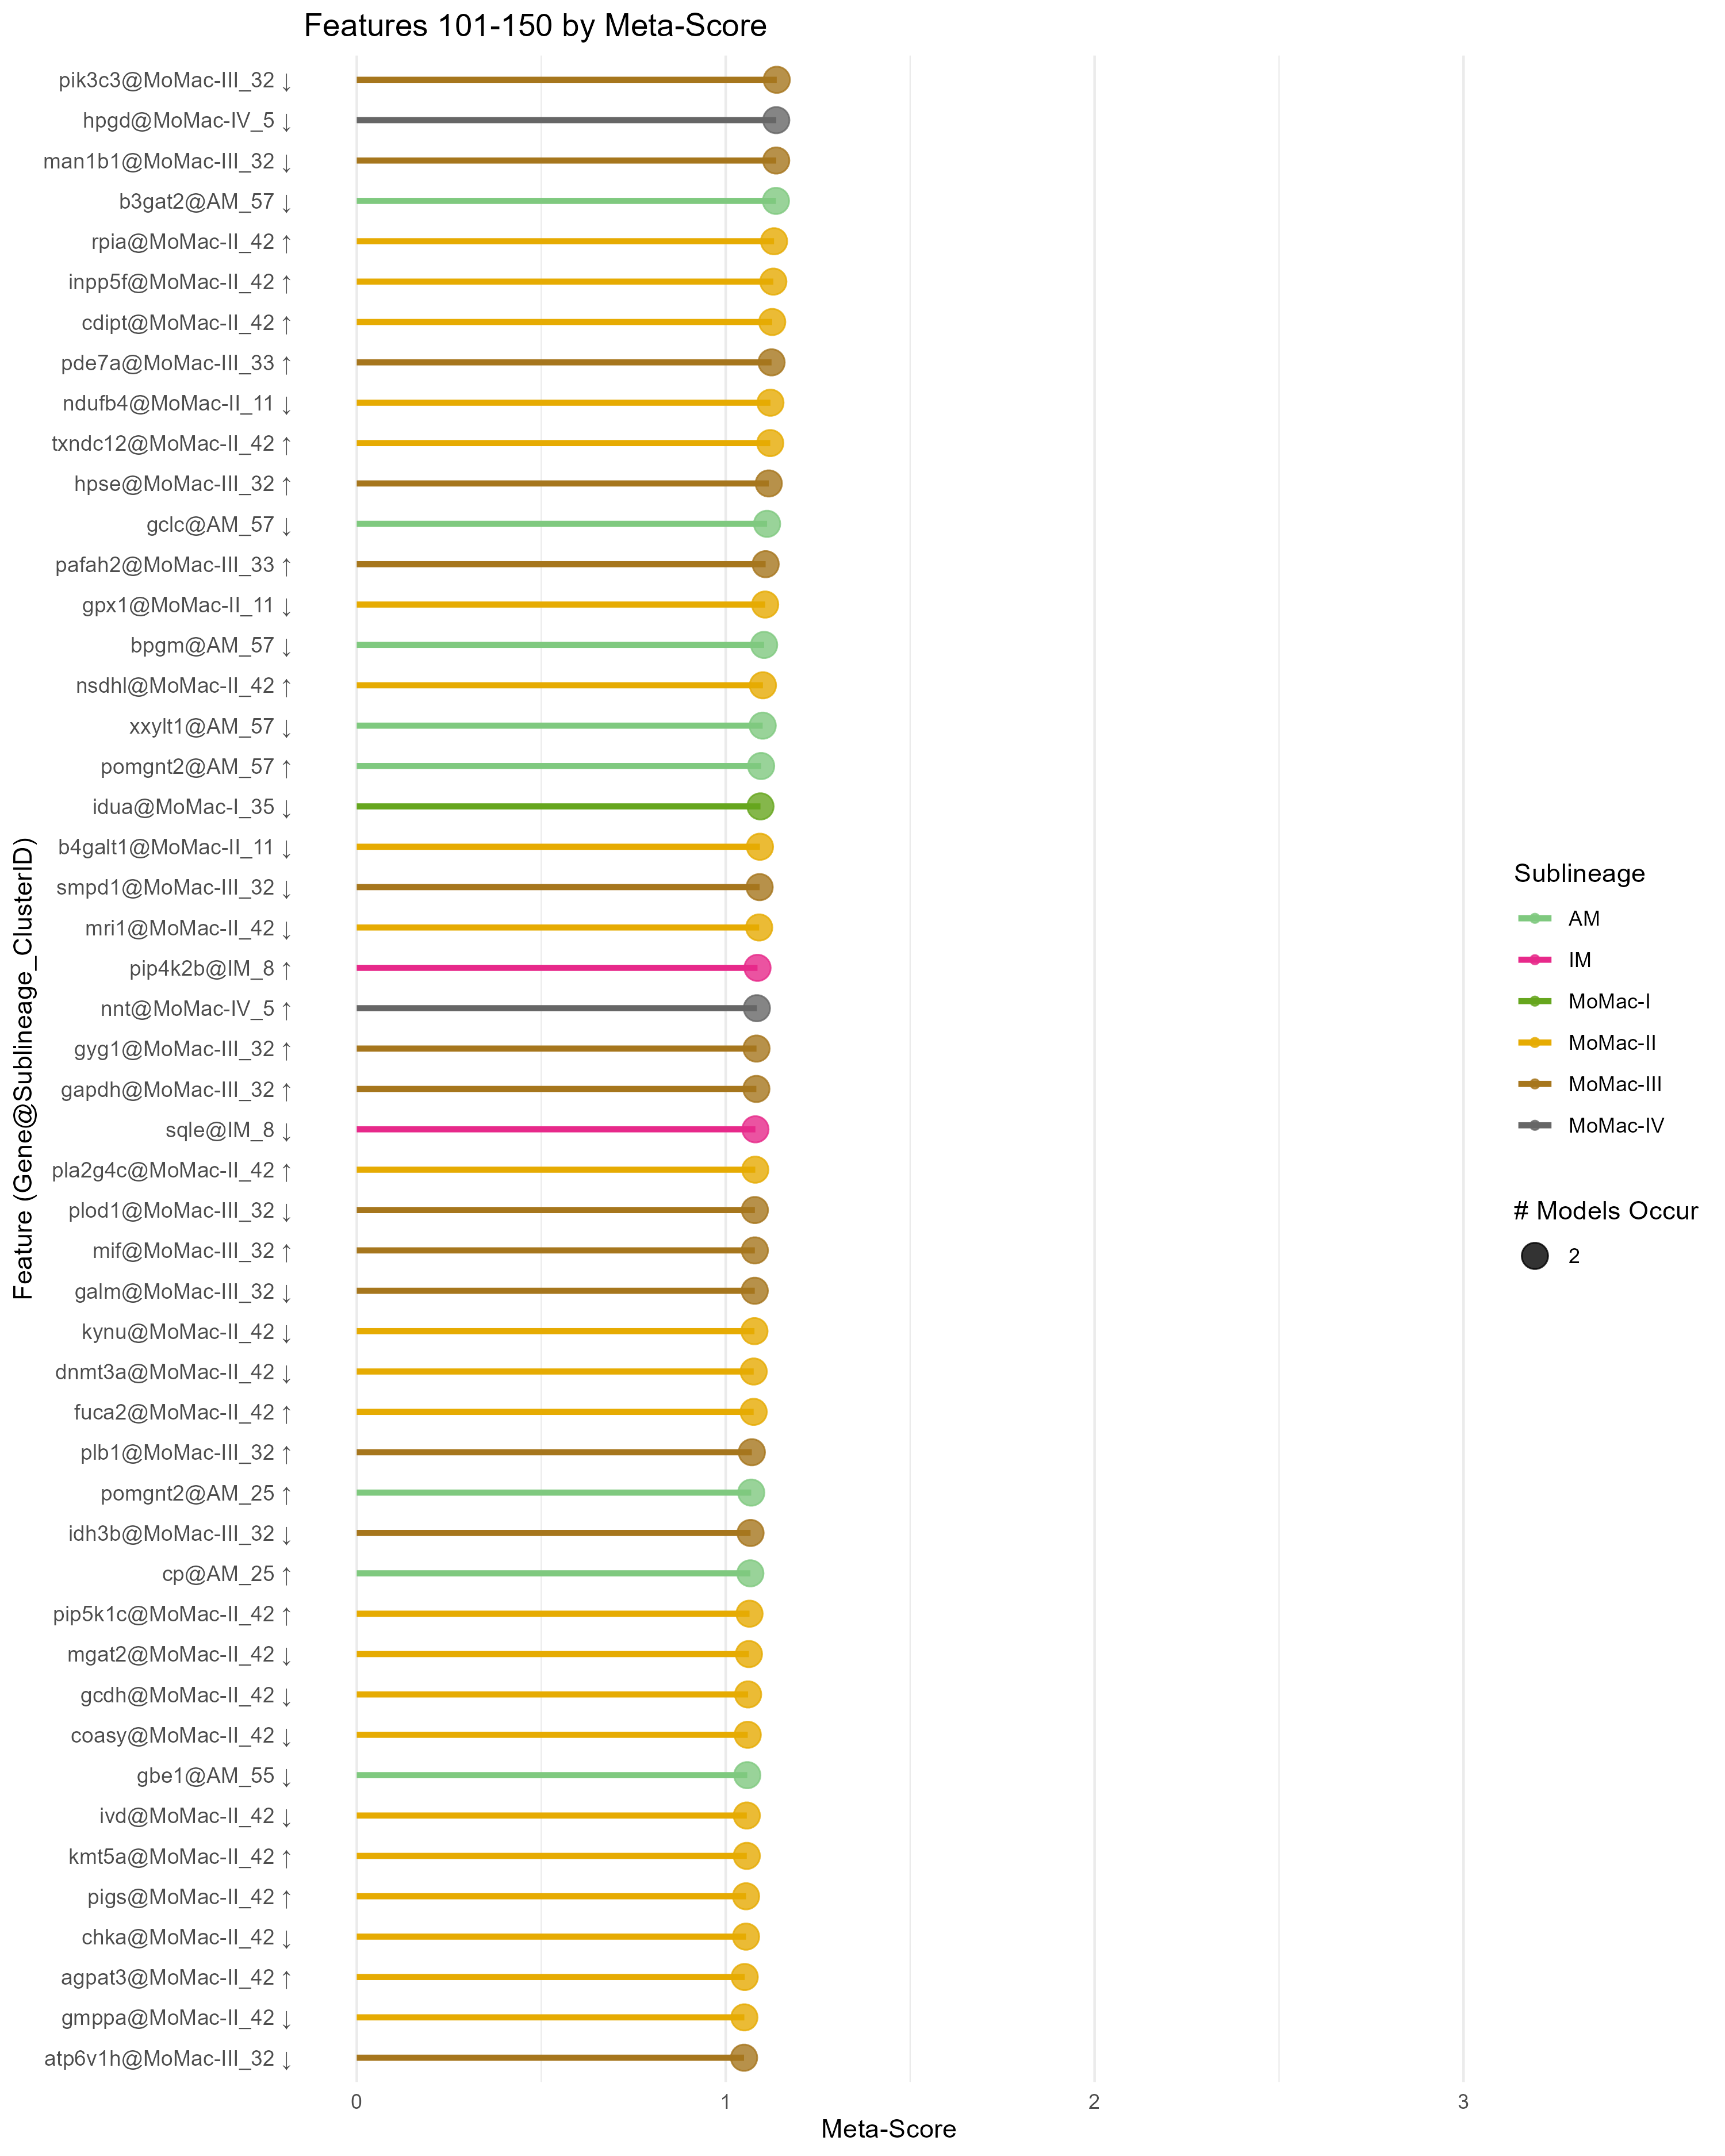 Features 101-150 by Meta-Score
pik3c3@MoMac-III_32 ↓
hpgd@MoMac-IV_5 ↓
man1b1@MoMac-III_32 ↓
b3gat2@AM_57 ↓
rpia@MoMac-II_42 ↑
inpp5f@MoMac-II_42 ↑
cdipt@MoMac-II_42 ↑
pde7a@MoMac-III_33 ↑
ndufb4@MoMac-II_11 ↓
txndc12@MoMac-II_42 ↑
hpse@MoMac-III_32 ↑
gclc@AM_57 ↓
pafah2@MoMac-III_33 ↑
gpx1@MoMac-II_11 ↓
bpgm@AM_57 ↓
nsdhl@MoMac-II_42 ↑
xxylt1@AM_57 ↓
pomgnt2@AM_57 ↑
idua@MoMac-I_35 ↓
b4galt1@MoMac-II_11 ↓
smpd1@MoMac-III_32 ↓
mri1@MoMac-II_42 ↓
pip4k2b@IM_8 ↑
nnt@MoMac-IV_5 ↑
gyg1@MoMac-III_32 ↑
gapdh@MoMac-III_32 ↑
sqle@IM_8 ↓
pla2g4c@MoMac-II_42 ↑
plod1@MoMac-III_32 ↓
mif@MoMac-III_32 ↑
galm@MoMac-III_32 ↓
kynu@MoMac-II_42 ↓
dnmt3a@MoMac-II_42 ↓
fuca2@MoMac-II_42 ↑
plb1@MoMac-III_32 ↑
pomgnt2@AM_25 ↑
idh3b@MoMac-III_32 ↓
cp@AM_25 ↑
pip5k1c@MoMac-II_42 ↑
mgat2@MoMac-II_42 ↓
gcdh@MoMac-II_42 ↓
coasy@MoMac-II_42 ↓
gbe1@AM_55 ↓
ivd@MoMac-II_42 ↓
kmt5a@MoMac-II_42 ↑
pigs@MoMac-II_42 ↑
chka@MoMac-II_42 ↓
agpat3@MoMac-II_42 ↑
gmppa@MoMac-II_42 ↓
atp6v1h@MoMac-III_32 ↓
Feature (Gene@Sublineage_ClusterID)
0 1 2 3
Meta-Score
Sublineage
AM
IM
MoMac-I
MoMac-II
MoMac-III
MoMac-IV
# Models Occur
2